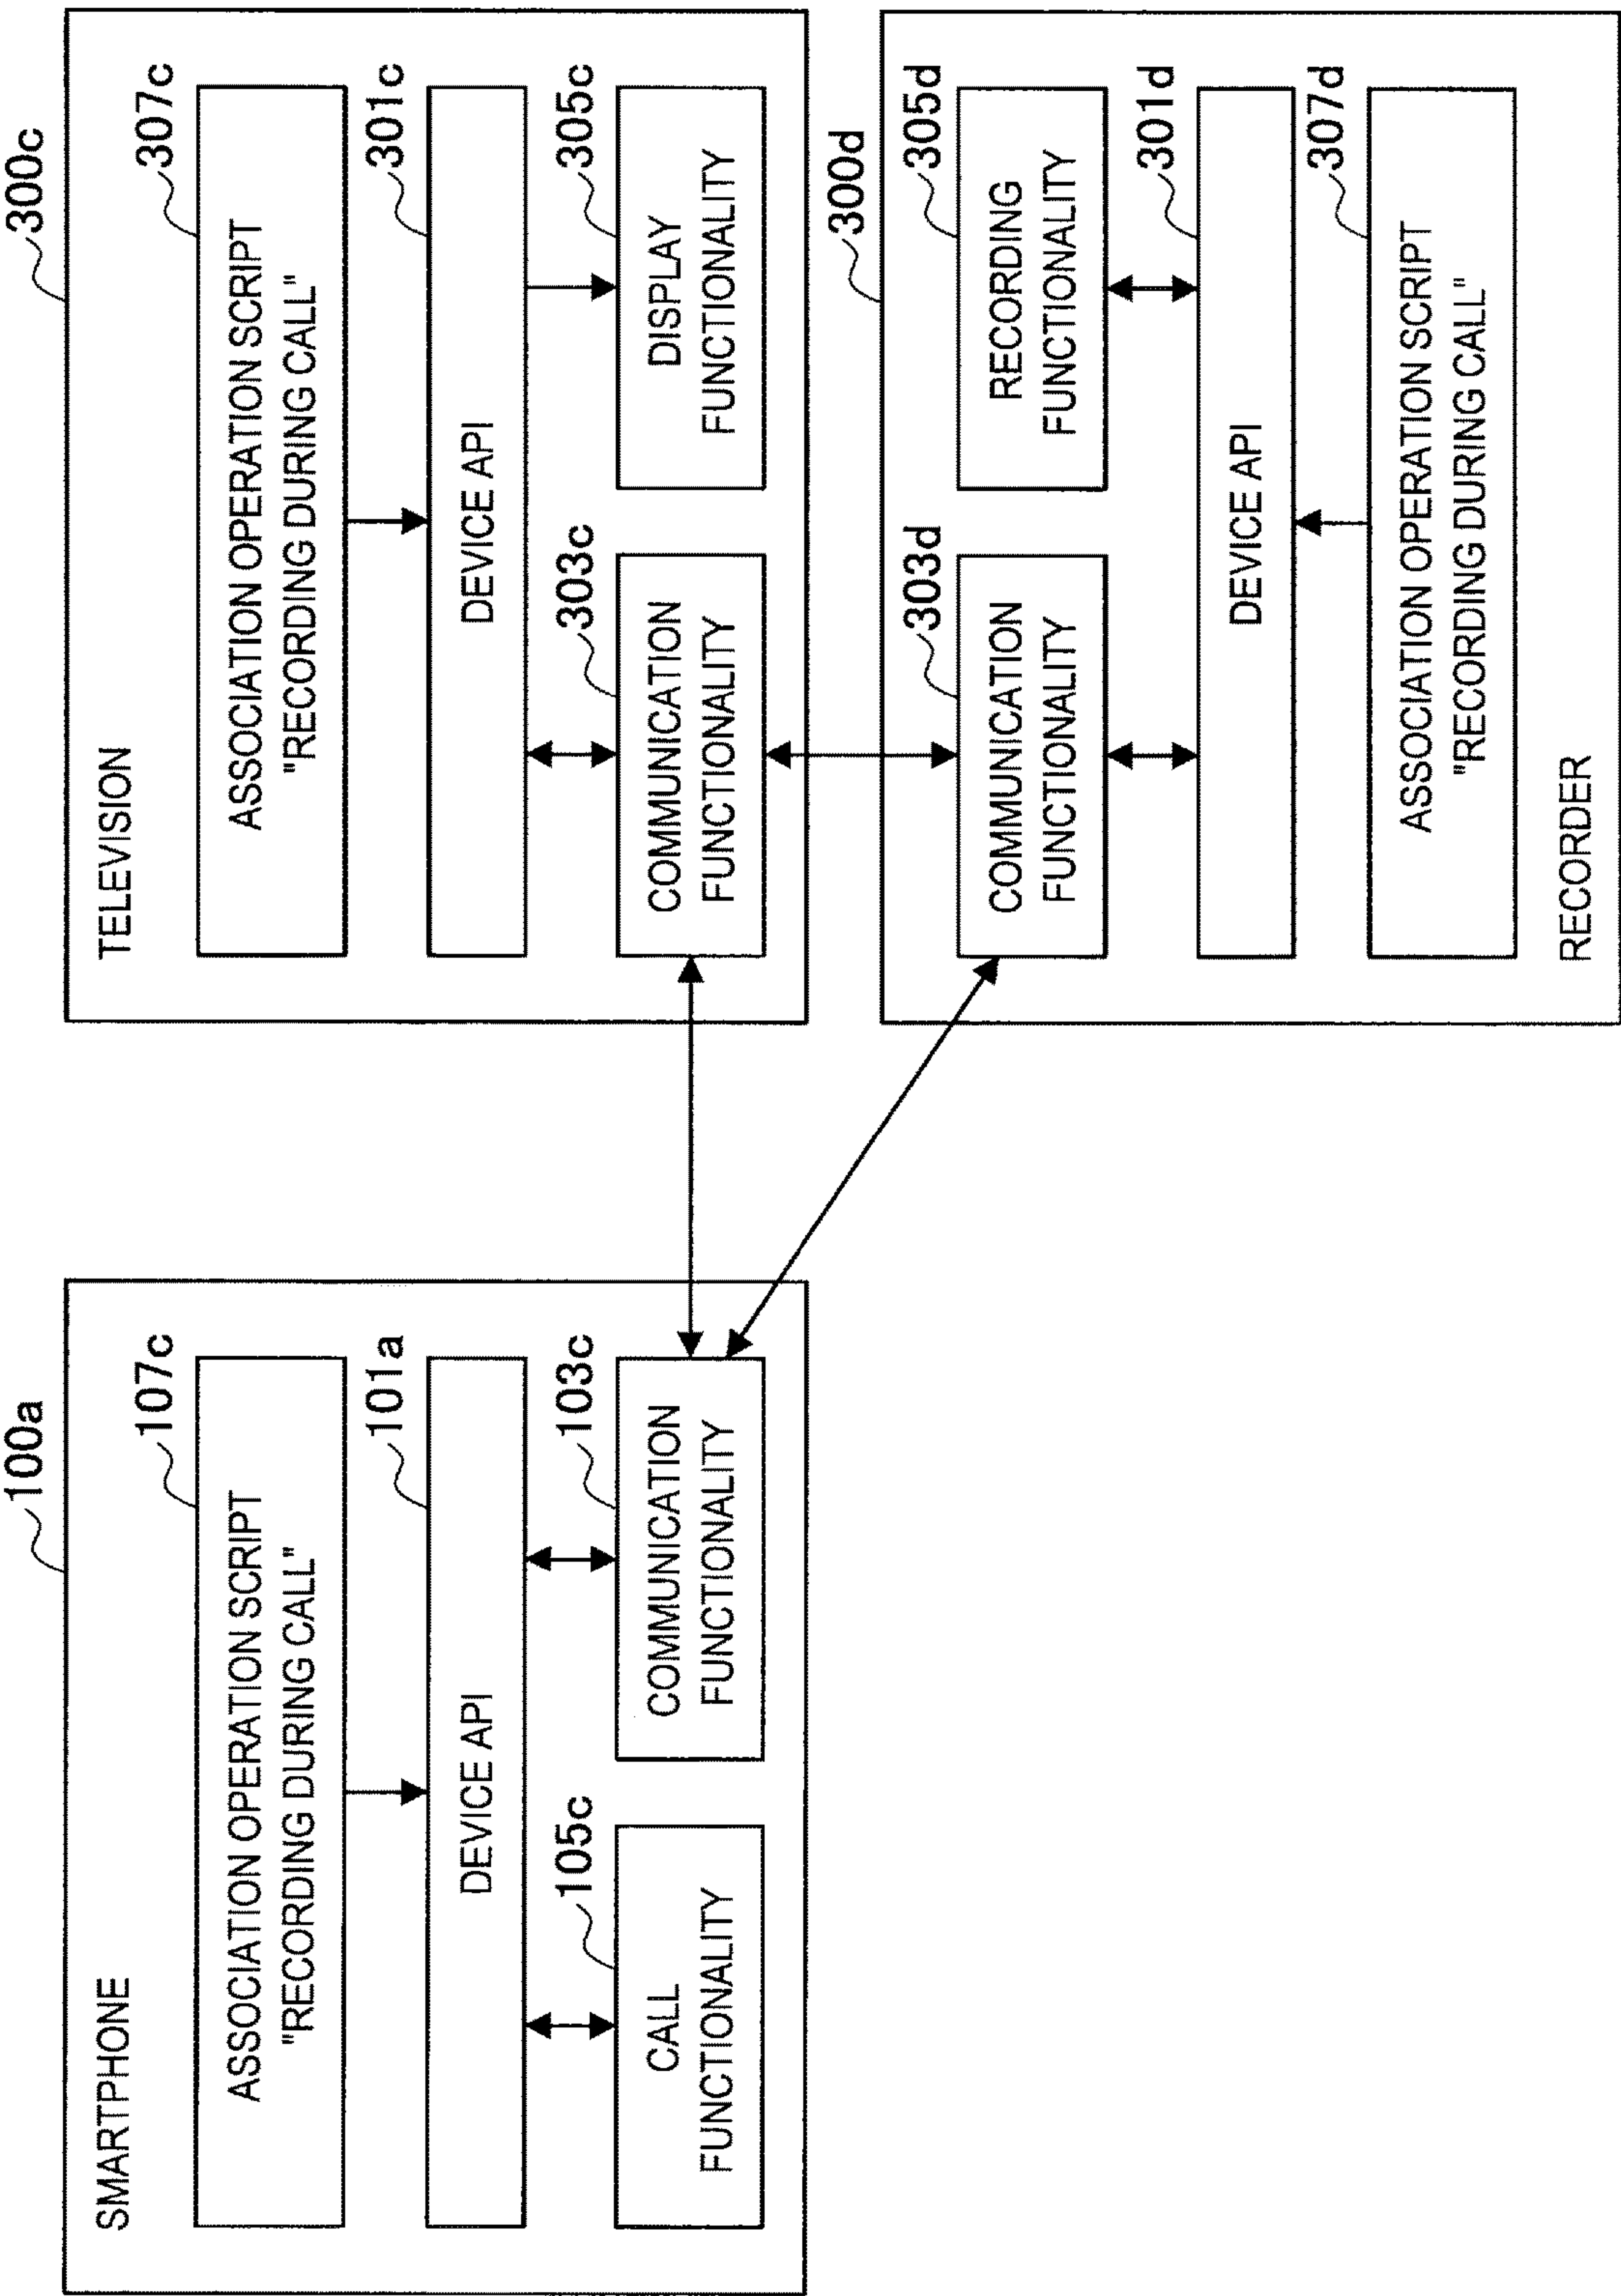 100a
SMARTPHONE
107c
ASSOCIATION OPERATION SCRIPT
"RECORDING DURING CALL"
101a
DEVICE API
105c
CALL
FUNCTIONALITY
103c
COMMUNICATION
FUNCTIONALITY
300c
TELEVISION
307c
ASSOCIATION OPERATION SCRIPT
"RECORDING DURING CALL"
301c
DEVICE API
303c
COMMUNICATION
FUNCTIONALITY
305c
DISPLAY
FUNCTIONALITY
300d
303d
COMMUNICATION
FUNCTIONALITY
305d
RECORDING
FUNCTIONALITY
301d
DEVICE API
307d
ASSOCIATION OPERATION SCRIPT
"RECORDING DURING CALL"
RECORDER